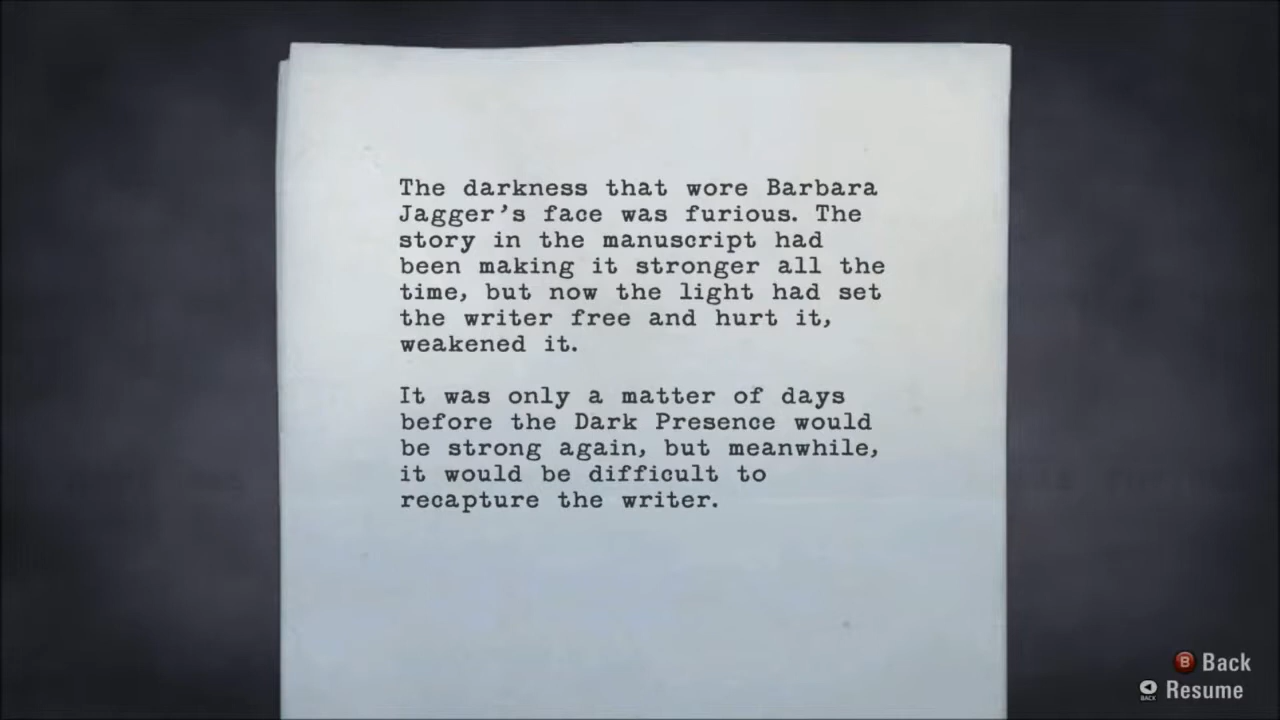 The darkness that wore Barbara
Jagger’s face was furious. The
story in the manuscript had
been making it stronger all the
time, but now the light had set
the writer free and hurt it,
weakened it.
It was only a matter of days
before the Dark Presence would
be strong again, but meanwhile,
it would be difficult to
recapture the writer.
B Back
BACK Resume